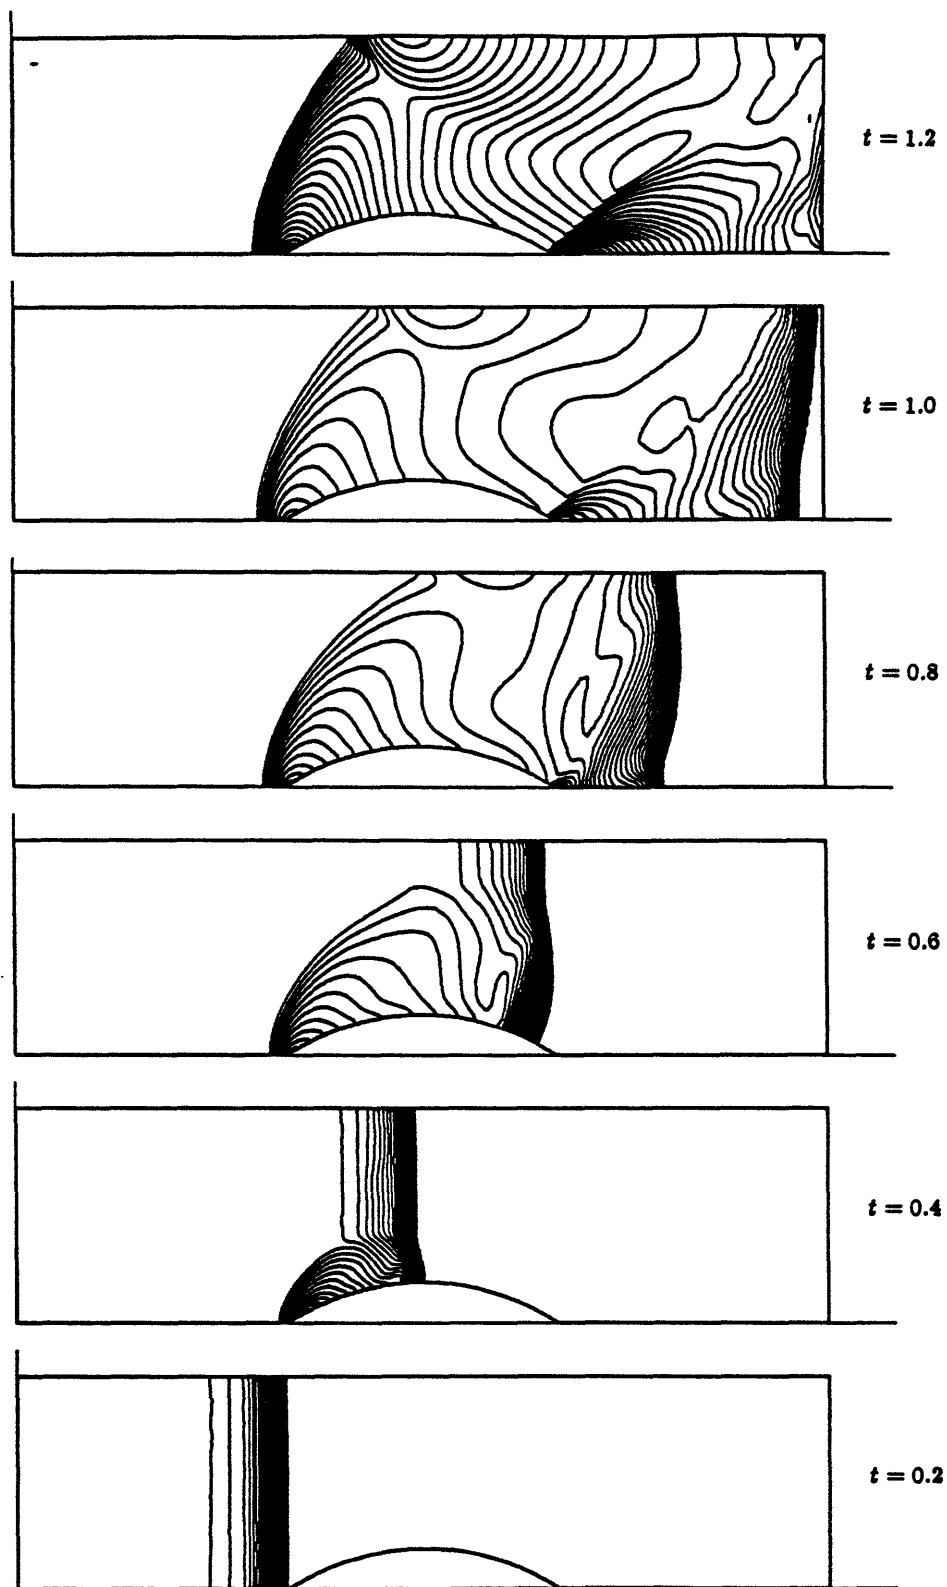 t = 1.2
t = 1.0
t = 0.8
t = 0.6
t = 0.4
t = 0.2